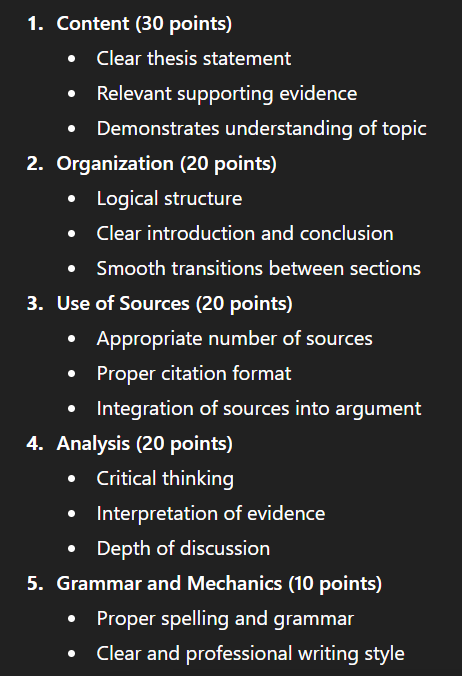 1. Content (30 points)
• Clear thesis statement
• Relevant supporting evidence
• Demonstrates understanding of topic
2. Organization (20 points)
• Logical structure
• Clear introduction and conclusion
• Smooth transitions between sections
3. Use of Sources (20 points)
• Appropriate number of sources
• Proper citation format
• Integration of sources into argument
4. Analysis (20 points)
• Critical thinking
• Interpretation of evidence
• Depth of discussion
5. Grammar and Mechanics (10 points)
• Proper spelling and grammar
• Clear and professional writing style